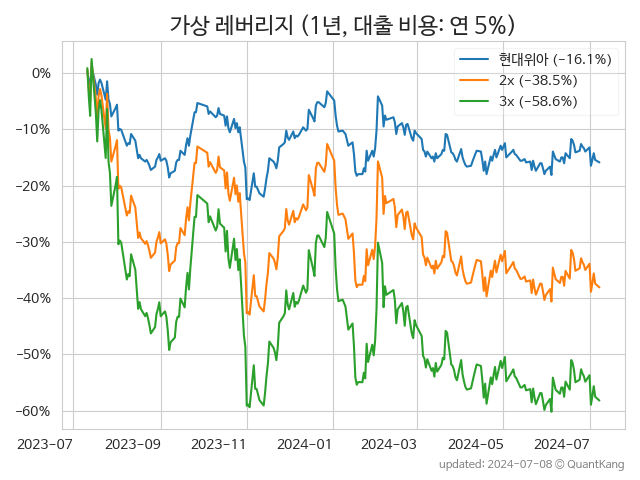 가상 레버리지 (1년, 대출 비용: 연 5%)
현대위아 (−16.1%)
2x (−38.5%)
3x (−58.6%)
0%
−10%
−20%
−30%
−40%
−50%
−60%
2023-07 2023-09 2023-11 2024-01 2024-03 2024-05 2024-07
updated: 2024-07-08 © QuantKang